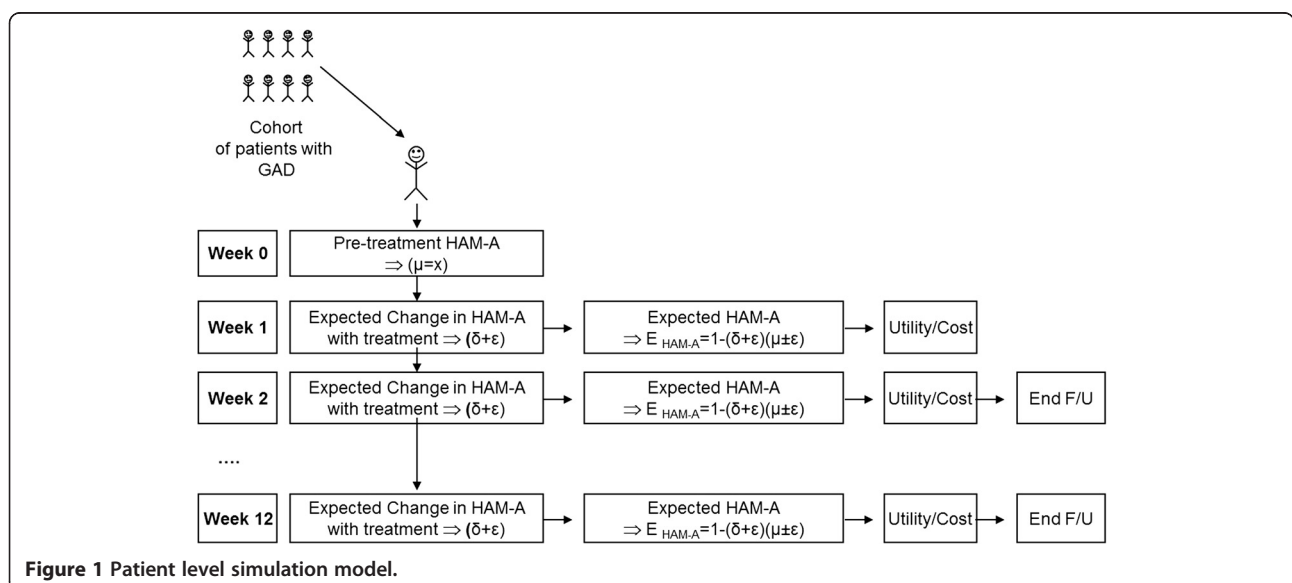 Cohort
of patients with
GAD
Week 0
Pre-treatment HAM-A
⇒ (μ=x)
Week 1
Expected Change in HAM-A
with treatment ⇒ (δ+ε)
Expected HAM-A
⇒ E HAM-A=1-(δ+ε)(μ±ε)
Utility/Cost
Week 2
Expected Change in HAM-A
with treatment ⇒ (δ+ε)
Expected HAM-A
⇒ E HAM-A=1-(δ+ε)(μ±ε)
Utility/Cost
End F/U
....
Week 12
Expected Change in HAM-A
with treatment ⇒ (δ+ε)
Expected HAM-A
⇒ E HAM-A=1-(δ+ε)(μ±ε)
Utility/Cost
End F/U
Figure 1 Patient level simulation model.